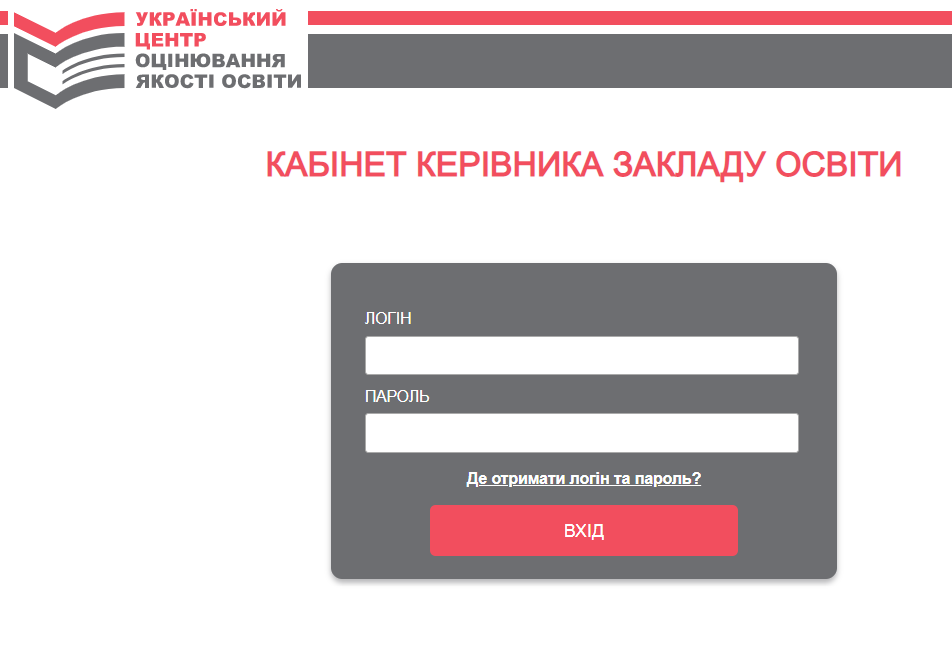 УКРАЇНСЬКИЙ
ЦЕНТР
ОЦІНЮВАННЯ
ЯКОСТІ ОСВІТИ
КАБІНЕТ КЕРІВНИКА ЗАКЛАДУ ОСВІТИ
ЛОГІН
ПАРОЛЬ
Де отримати логін та пароль?
ВХІД